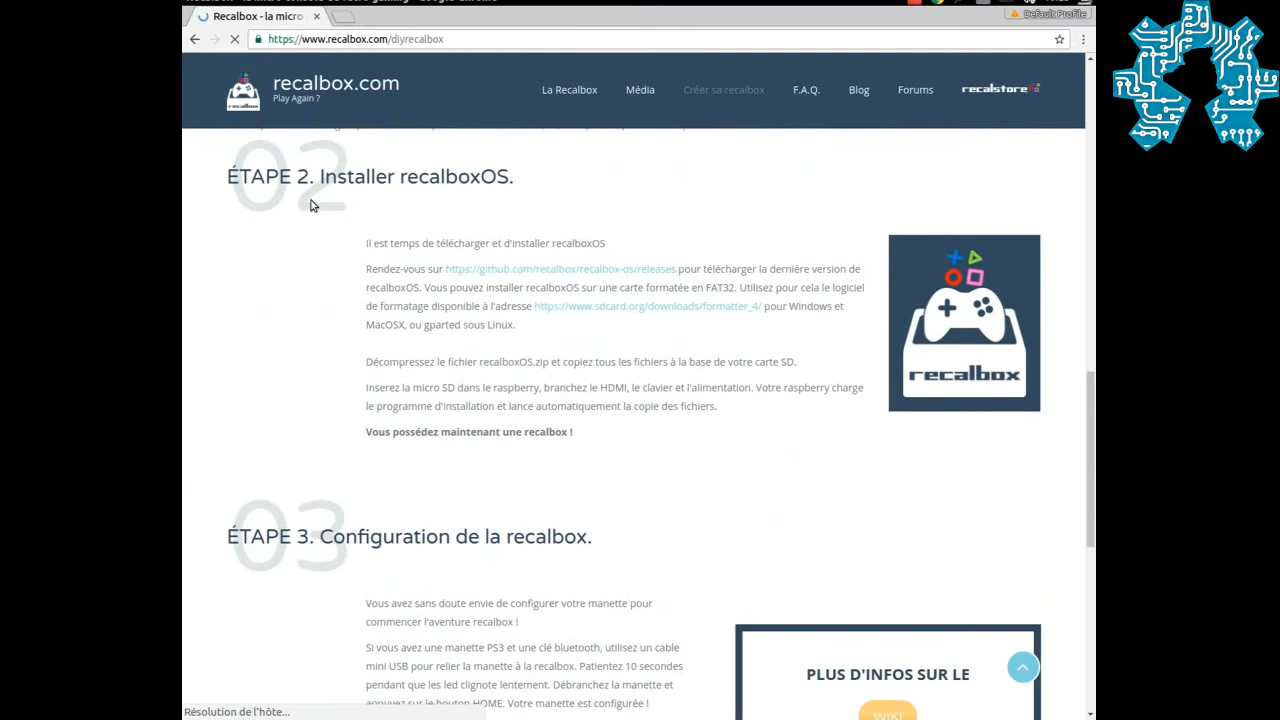 Recalbox - la micro
Default Profile
https://www.recalbox.com/diyrecalbox
recalbox.com
Play Again ?
La Recalbox
Média
Créer sa recalbox
F.A.Q.
Blog
Forums
recalstore
02
ÉTAPE 2. Installer recalboxOS.
Il est temps de télécharger et d'installer recalboxOS
Rendez-vous sur https://github.com/recalbox/recalbox-os/releases pour télécharger la dernière version de
recalboxOS. Vous pouvez installer recalboxOS sur une carte formatée en FAT32. Utilisez pour cela le logiciel
de formatage disponible à l'adresse https://www.sdcard.org/downloads/formatter_4/ pour Windows et
MacOSX, ou gparted sous Linux.
Décompressez le fichier recalboxOS.zip et copiez tous les fichiers à la base de votre carte SD.
Inserez la micro SD dans le raspberry, branchez le HDMI, le clavier et l'alimentation. Votre raspberry charge
le programme d'installation et lance automatiquement la copie des fichiers.
Vous possédez maintenant une recalbox !
recalbox
03
ÉTAPE 3. Configuration de la recalbox.
Vous avez sans doute envie de configurer votre manette pour
commencer l'aventure recalbox !
Si vous avez une manette PS3 et une clé bluetooth, utilisez un cable
mini USB pour relier la manette à la recalbox. Patientez 10 secondes
pendant que les led clignote lentement. Débranchez la manette et
appuyez sur le bouton HOME. Votre manette est configurée !
PLUS D'INFOS SUR LE
WIKI
Résolution de l'hôte...